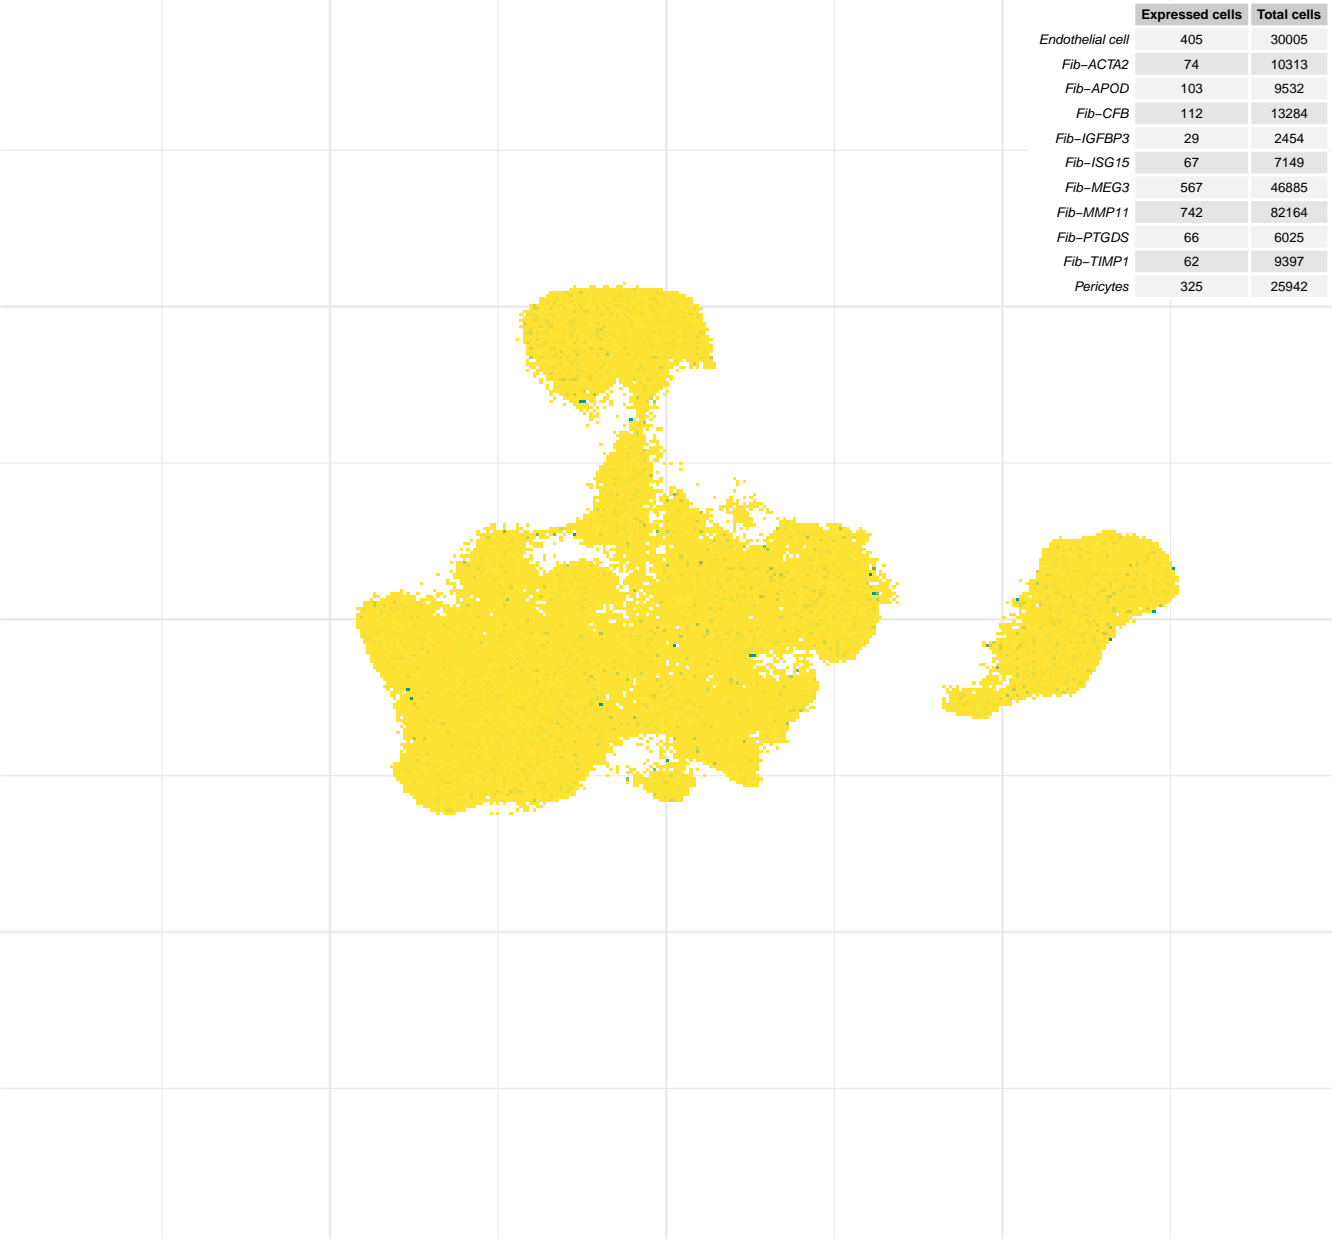 Expressed cells Total cells
Endothelial cell 405 30005
Fib−ACTA2 74 10313
Fib−APOD 103 9532
Fib−CFB 112 13284
Fib−IGFBP3 29 2454
Fib−ISG15 67 7149
Fib−MEG3 567 46885
Fib−MMP11 742 82164
Fib−PTGDS 66 6025
Fib−TIMP1 62 9397
Pericytes 325 25942